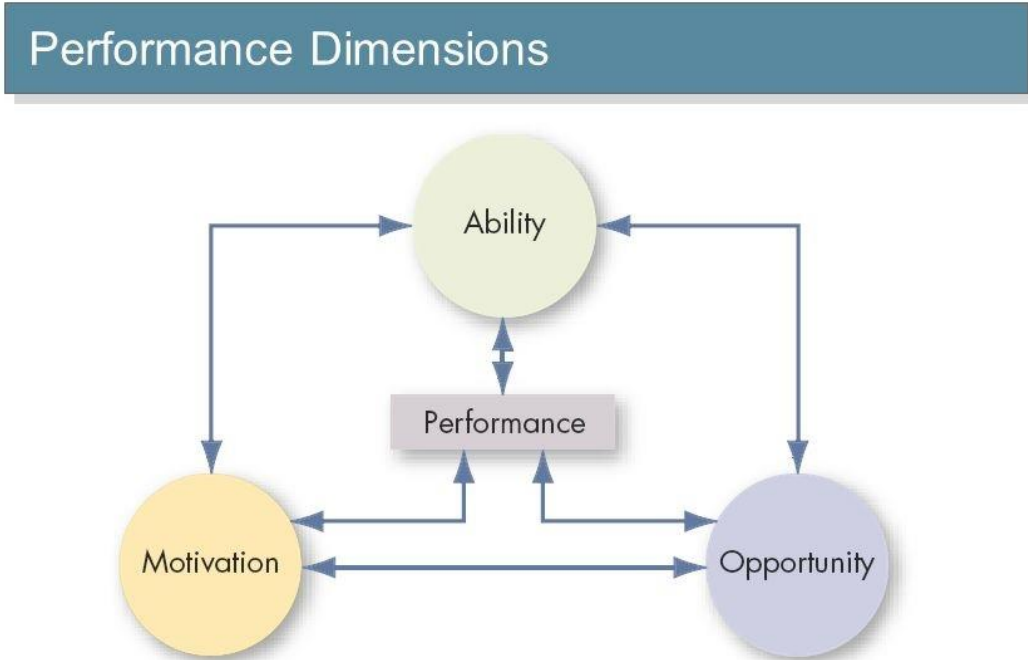 Performance Dimensions
Ability
Performance
Motivation
Opportunity